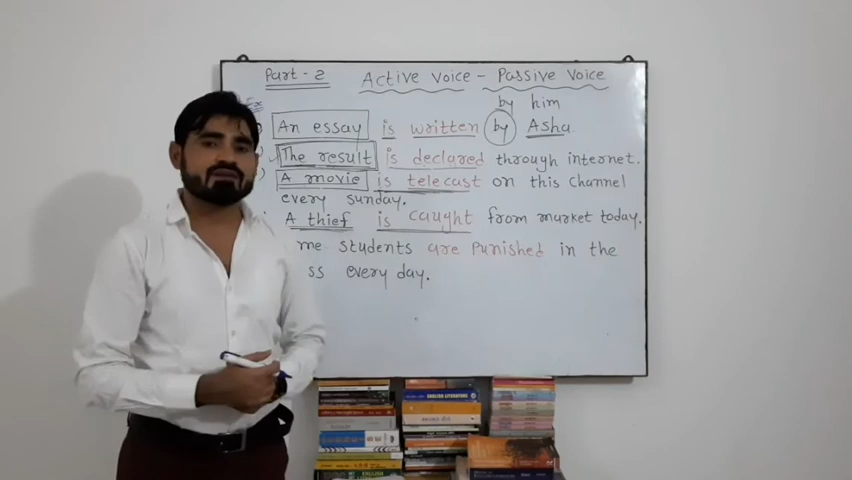 Part - 2 Active Voice - Passive Voice
Ex
by him
An essay is written by Asha
The result is declared through internet.
A movie is telecast on this Channel
every sunday.
A thief is caught from market today.
me students are Punished in the
ss every day.
ENGLISH LITERATURE
ENGLISH